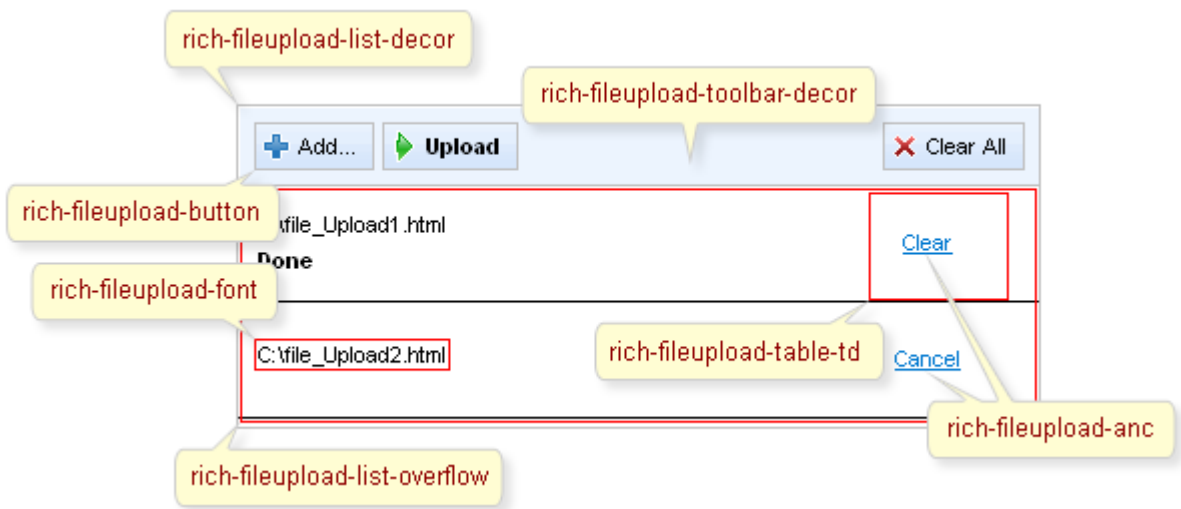 rich-fileupload-list-decor
rich-fileupload-toolbar-decor
Add... Upload Clear All
rich-fileupload-button
\file_Upload1.html
Clear
Done
rich-fileupload-font
C:\file_Upload2.html
rich-fileupload-table-td
Cancel
rich-fileupload-anc
rich-fileupload-list-overflow